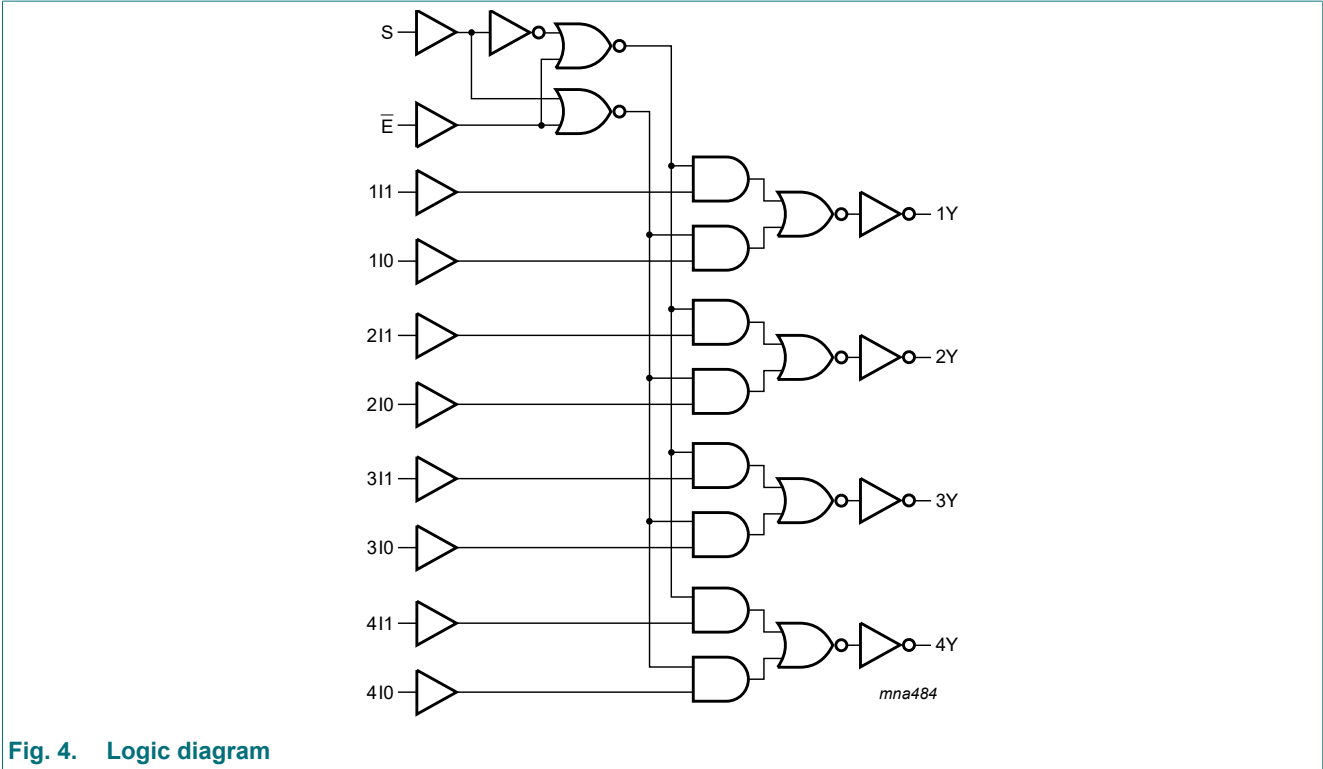 S
E̅
1I1
1Y
1I0
2I1
2Y
2I0
3I1
3Y
3I0
4I1
4Y
4I0
mna484
Fig. 4. Logic diagram